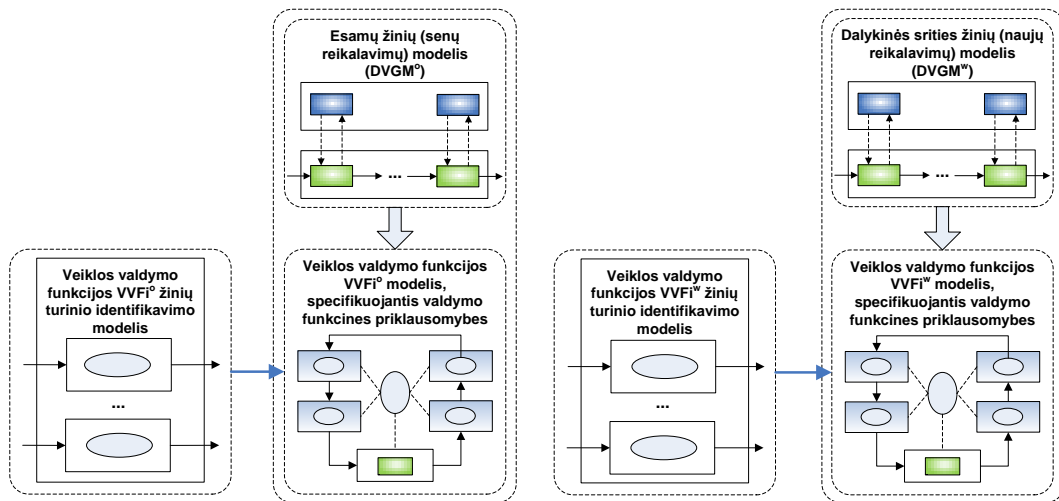 Esamų žinių (senų
reikalavimų) modelis
(DVGMᵒ)
...
Veiklos valdymo
funkcijos VVFiᵒ žinių
turinio identifikavimo
modelis
...
Veiklos valdymo funkcijos
VVFiᵒ modelis,
specifikuojantis valdymo
funkcines priklausomybes
Dalykinės srities žinių (naujų
reikalavimų) modelis
(DVGMʷ)
...
Veiklos valdymo
funkcijos VVFiʷ žinių
turinio identifikavimo
modelis
...
Veiklos valdymo funkcijos
VVFiʷ modelis,
specifikuojantis valdymo
funkcines priklausomybes